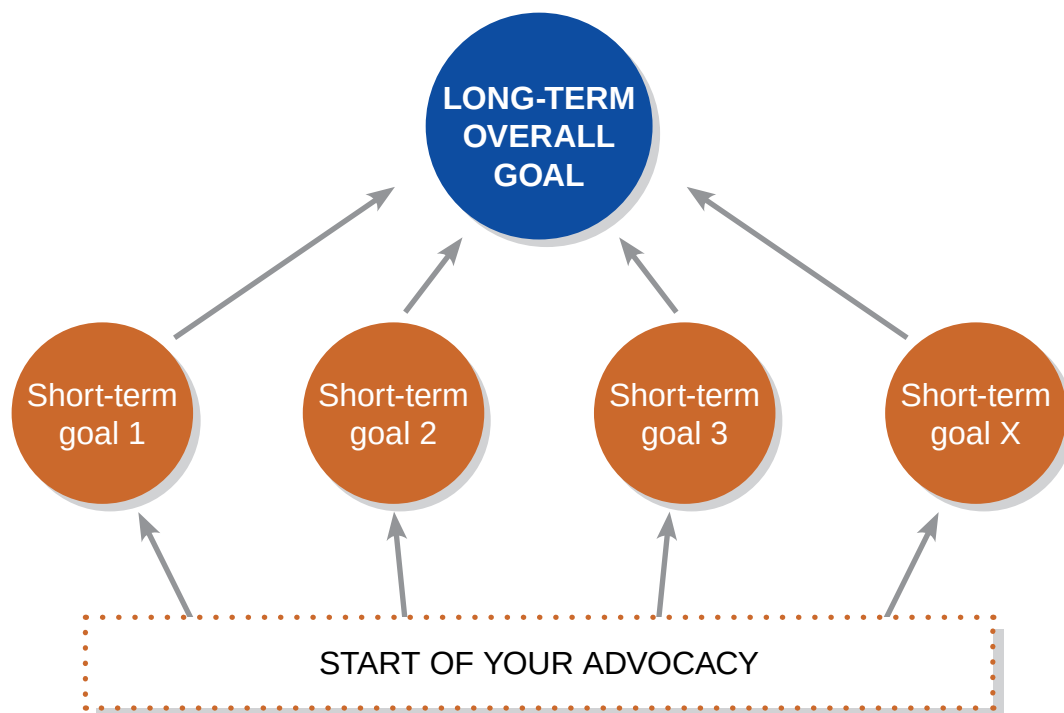 LONG-TERM
OVERALL
GOAL
Short-term
goal 1
Short-term
goal 2
Short-term
goal 3
Short-term
goal X
START OF YOUR ADVOCACY